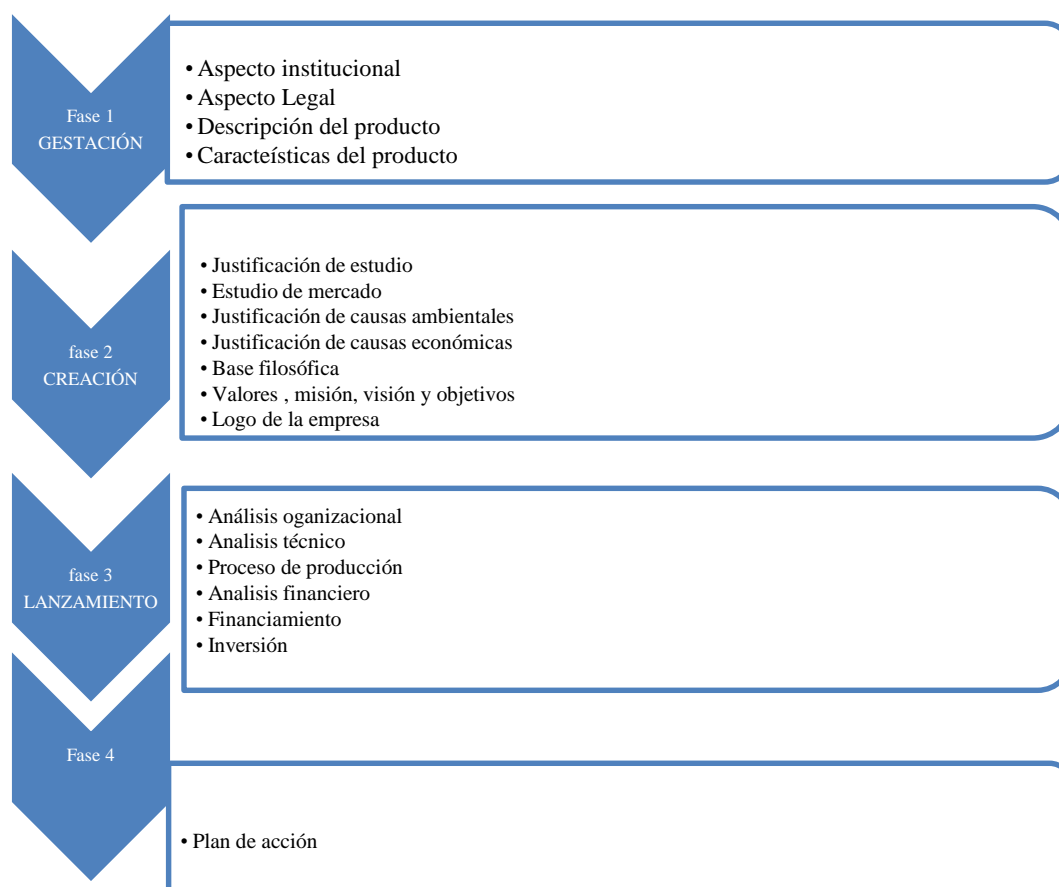 Fase 1
GESTACIÓN
• Aspecto institucional
• Aspecto Legal
• Descripción del producto
• Caracteísticas del producto
fase 2
CREACIÓN
• Justificación de estudio
• Estudio de mercado
• Justificación de causas ambientales
• Justificación de causas económicas
• Base filosófica
• Valores , misión, visión y objetivos
• Logo de la empresa
fase 3
LANZAMIENTO
• Análisis oganizacional
• Analisis técnico
• Proceso de producción
• Analisis financiero
• Financiamiento
• Inversión
Fase 4
• Plan de acción